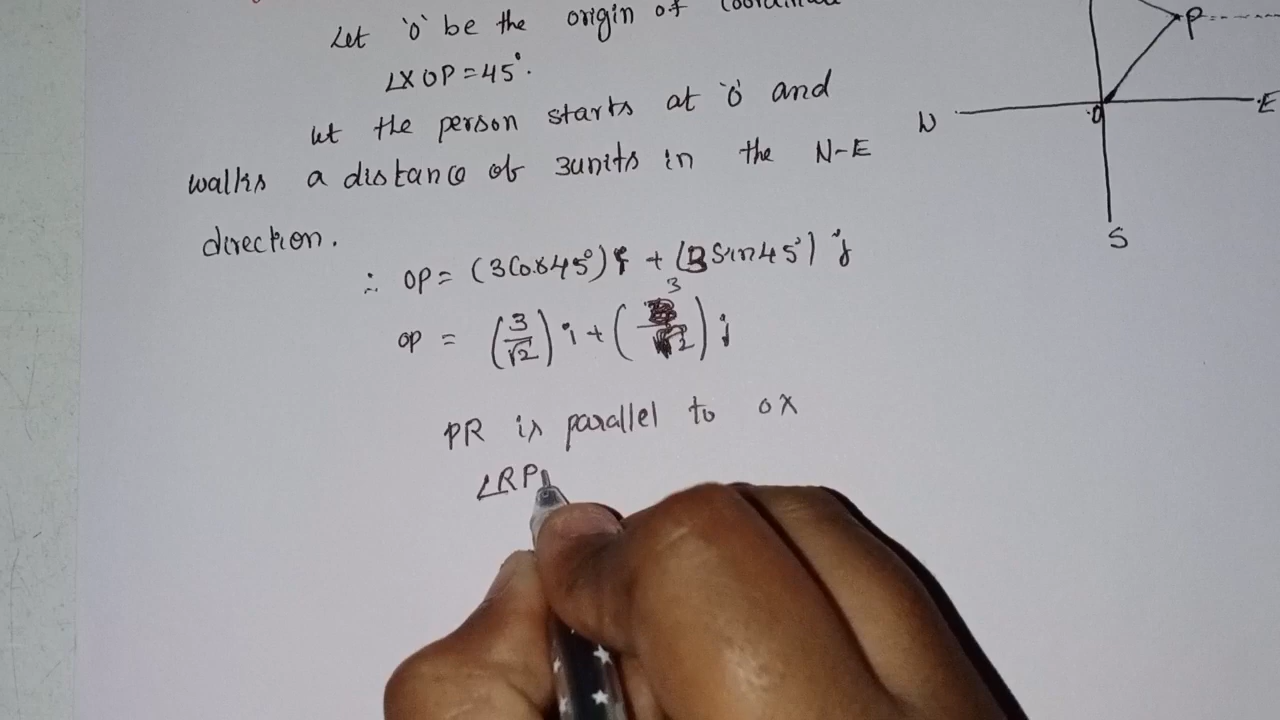 Let 'O' be the origin of
∠XOP = 45°.
let the person starts at 'O' and
walks a distance of 3units in the N-E
direction.
∴ OP = (3Cos45°) i + (3Sin45°) j
OP = (3/√2) i + (3/√2) j
PR is parallel to OX
∠RP
P
O
E
S